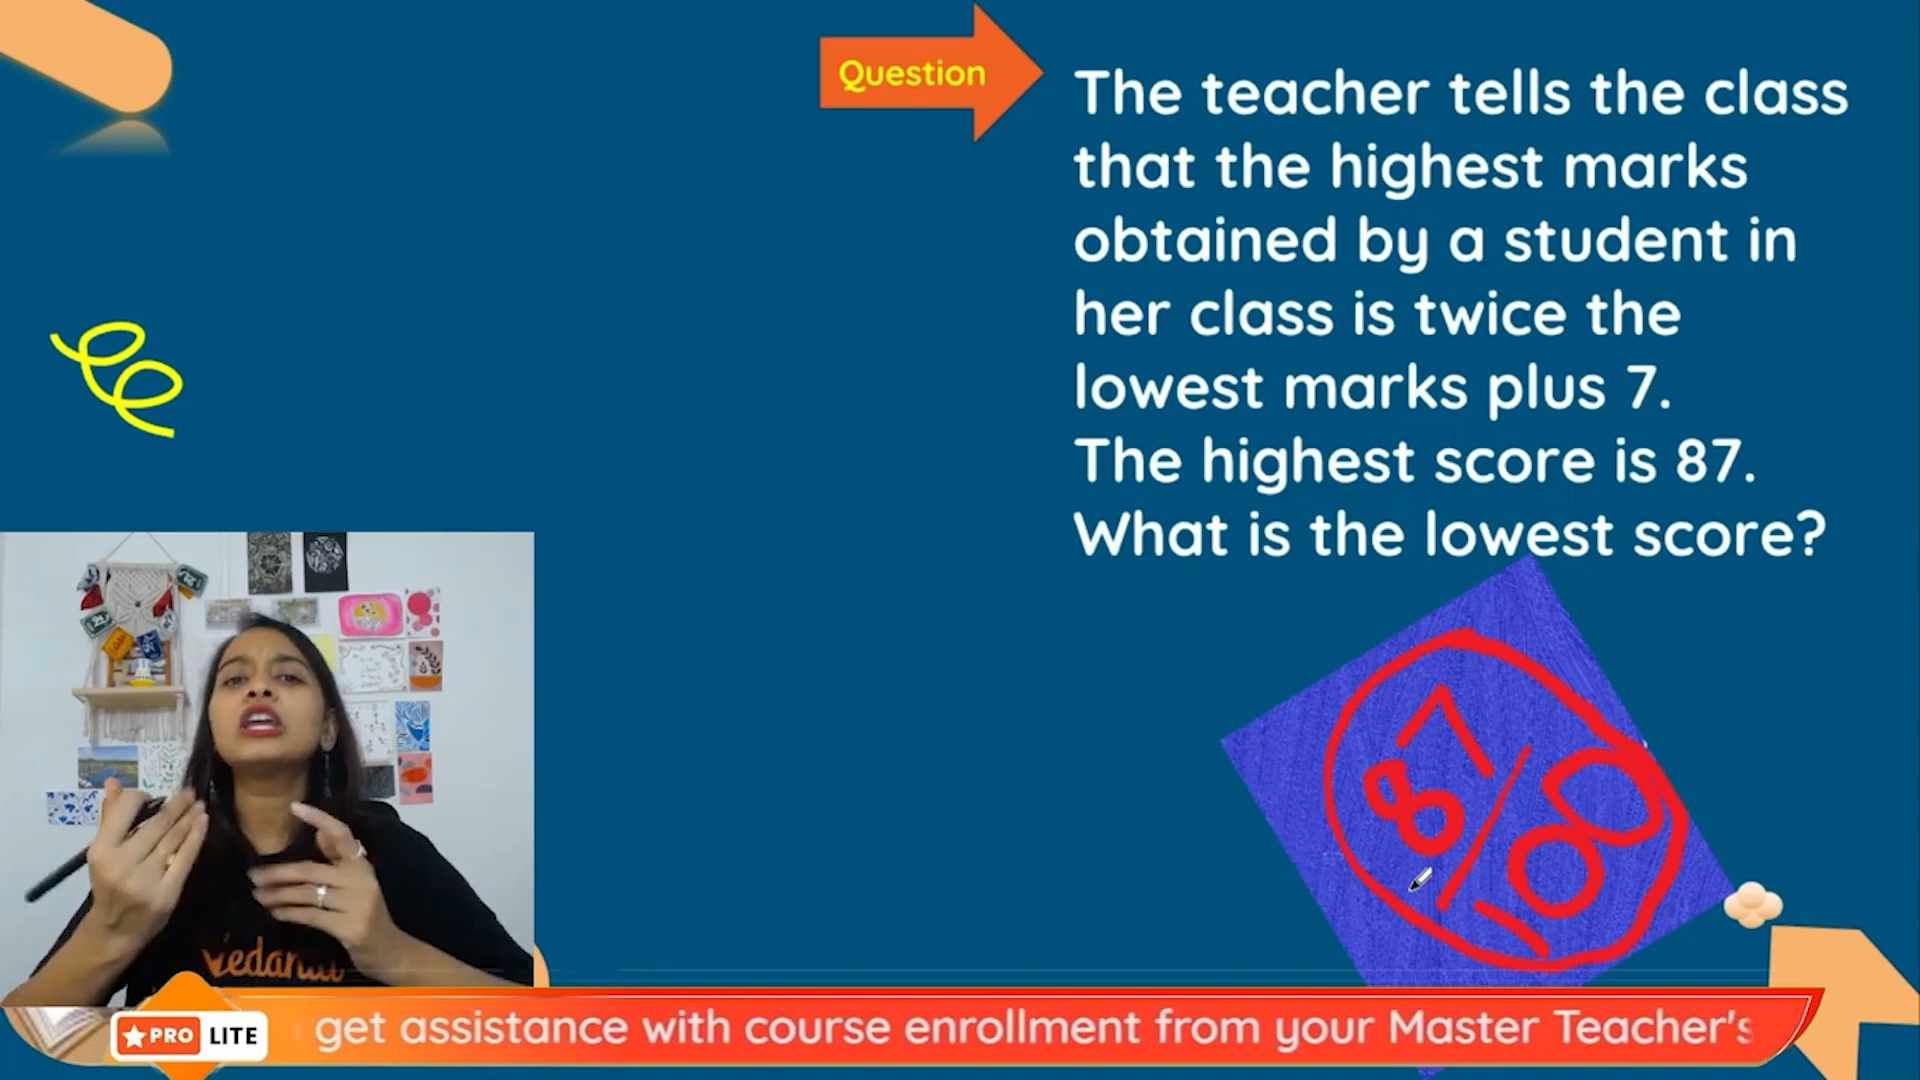 Question
The teacher tells the class
that the highest marks
obtained by a student in
her class is twice the
lowest marks plus 7.
The highest score is 87.
What is the lowest score?
87/100
PRO LITE
get assistance with course enrollment from your Master Teacher's